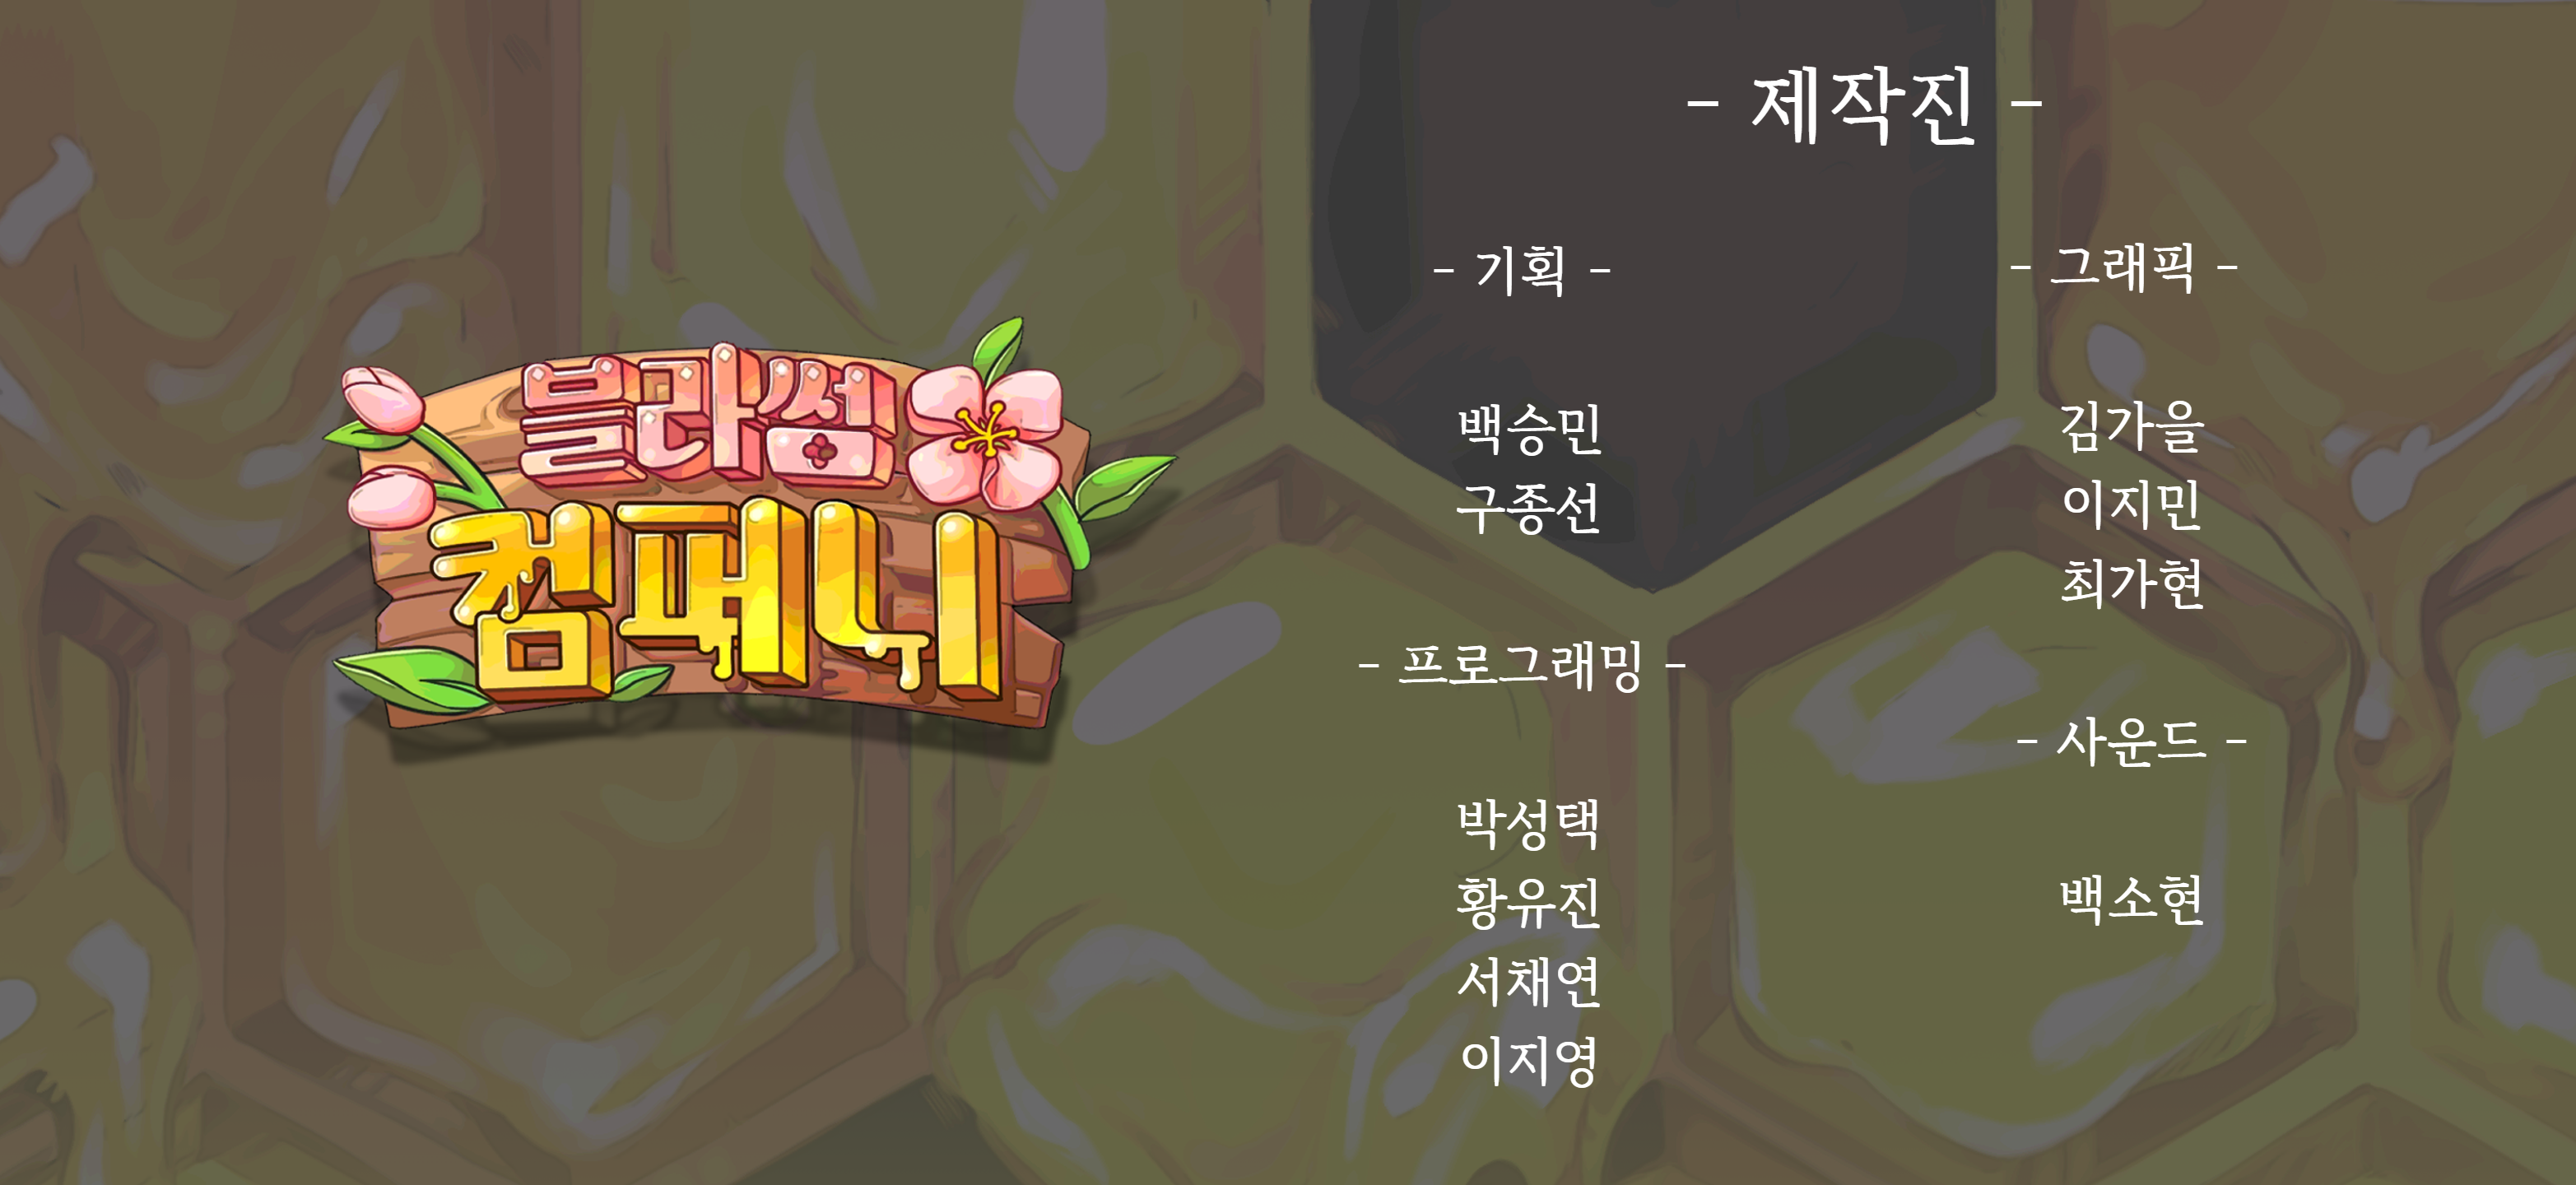 블라썸
컴퍼니
- 제작진 -
- 기획 -
백승민
구종선
- 프로그래밍 -
박성택
황유진
서채연
이지영
- 그래픽 -
김가을
이지민
최가현
- 사운드 -
백소현